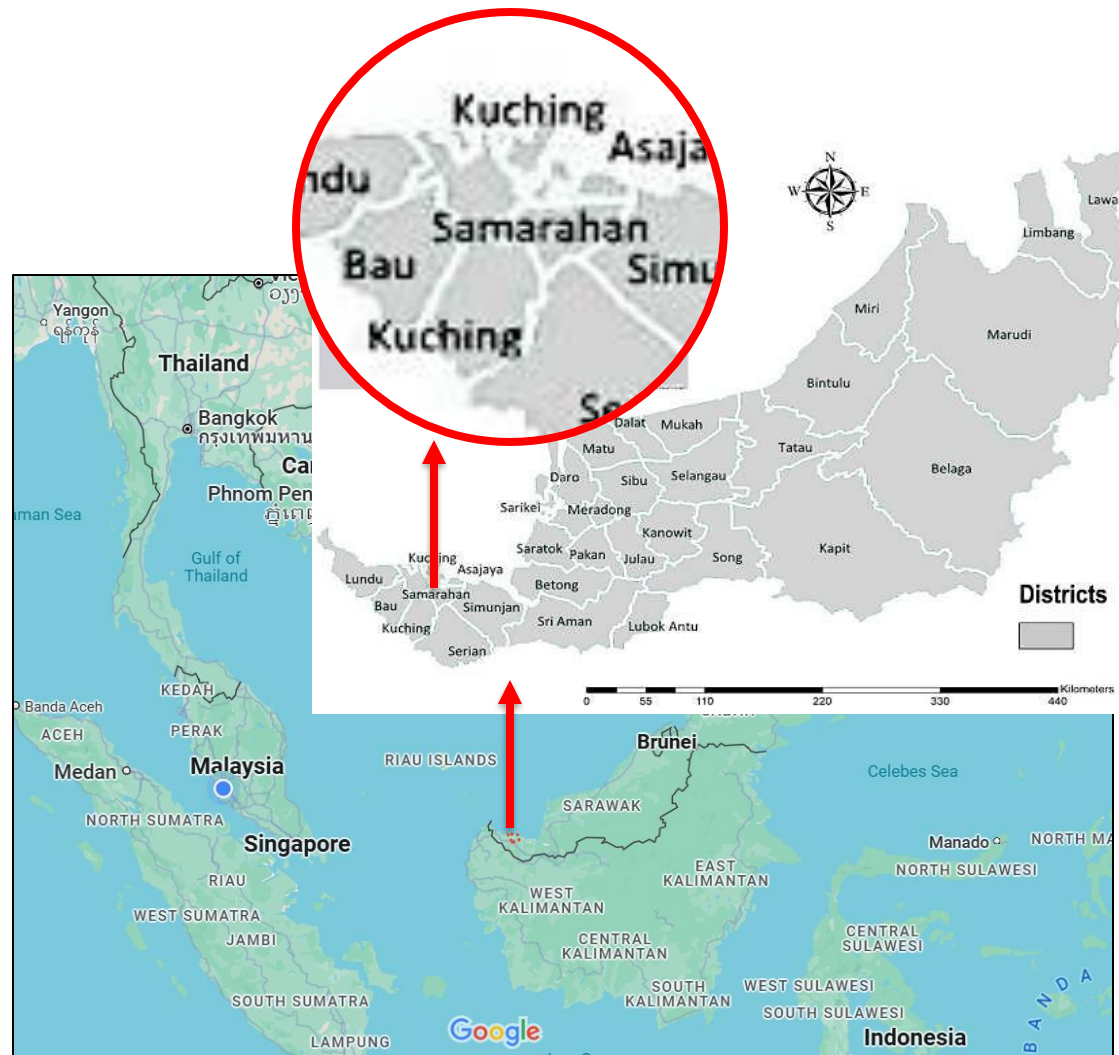 Kuching
Asaja
ndu
Samarahan
Bau
Simu
Kuching
Se
N
W
E
S
Lawa
Limbang
Miri
Marudi
Bintulu
Dalat
Mukah
Matu
Tatau
Belaga
Daro
Sibu
Selangau
Sarikei
Meradong
Kanowit
Saratok
Pakan
Julau
Song
Kapit
Kuching
Asajaya
Lundu
Samarahan
Betong
Bau
Simunjan
Kuching
Sri Aman
Lubok Antu
Serian
Districts
Kilometers
0 55 110 220 330 440
Yangon
ရန်ကုန်
Thailand
Bangkok
กรุงเทพมหาน
Ca
Phnom Pen
man Sea
Gulf of
Thailand
KEDAH
Banda Aceh
ACEH
PERAK
Medan
Malaysia
RIAU ISLANDS
Brunei
Celebes Sea
NORTH SUMATRA
SARAWAK
Singapore
Manado
NORTH MA
NORTH SULAWESI
EAST
KALIMANTAN
RIAU
WEST
KALIMANTAN
WEST SUMATRA
JAMBI
CENTRAL
KALIMANTAN
CENTRAL
SULAWESI
SOUTH SUMATRA
SOUTH
KALIMANTAN
WEST SULAWESI
SOUTH SULAWESI
BANDA
Google
LAMPUNG
Indonesia